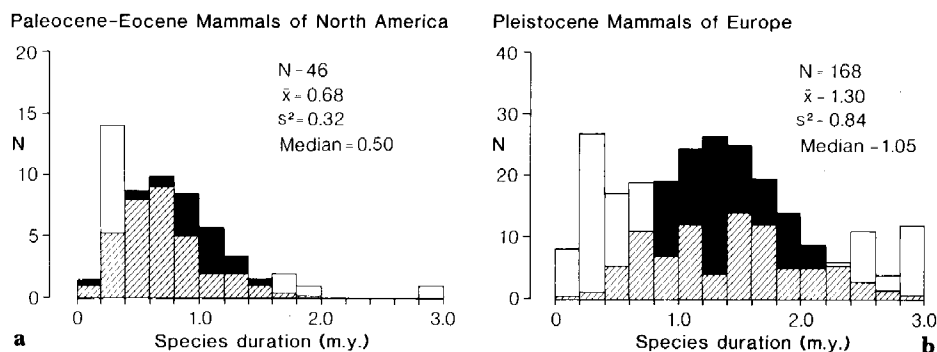 Paleocene-Eocene Mammals of North America
20
15
10
5
0
N
N - 46
x̄ = 0.68
s² = 0.32
Median = 0.50
0 1.0 2.0 3.0
Species duration (m.y.)
a
Pleistocene Mammals of Europe
40
30
20
10
0
N
N = 168
x̄ - 1.30
s² - 0.84
Median - 1.05
0 1.0 2.0 3.0
Species duration (m.y.)
b